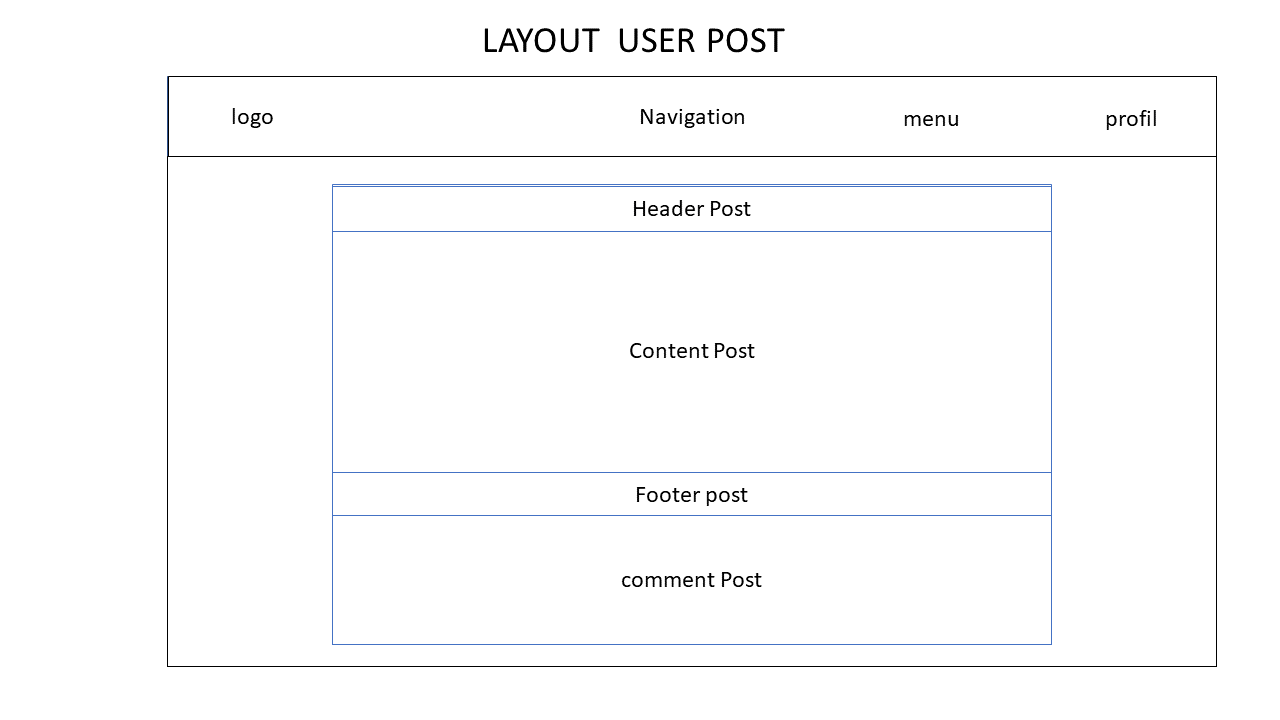 LAYOUT  USER POST
logo
Navigation
menu
profil
Header Post
Content Post
Footer post
comment Post